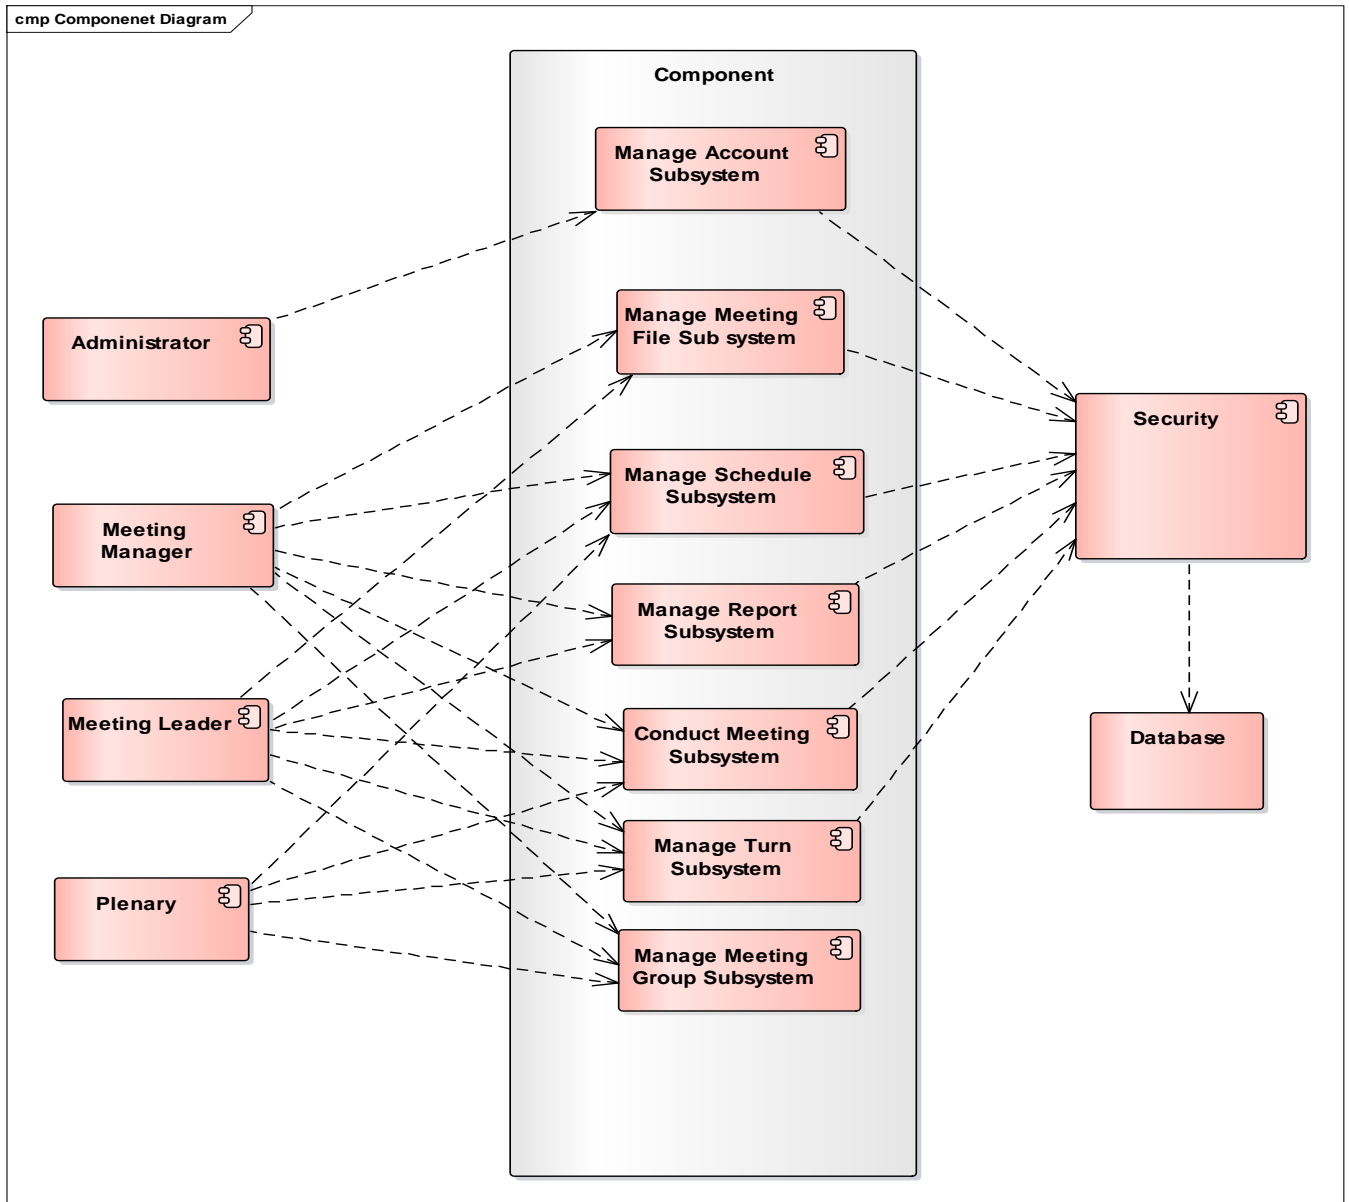 cmp Componenet Diagram
Component
Manage Account
Subsystem
Manage Meeting
File Sub system
Administrator
Security
Manage Schedule
Subsystem
Meeting
Manager
Manage Report
Subsystem
Meeting Leader
Conduct Meeting
Subsystem
Database
Manage Turn
Subsystem
Plenary
Manage Meeting
Group Subsystem